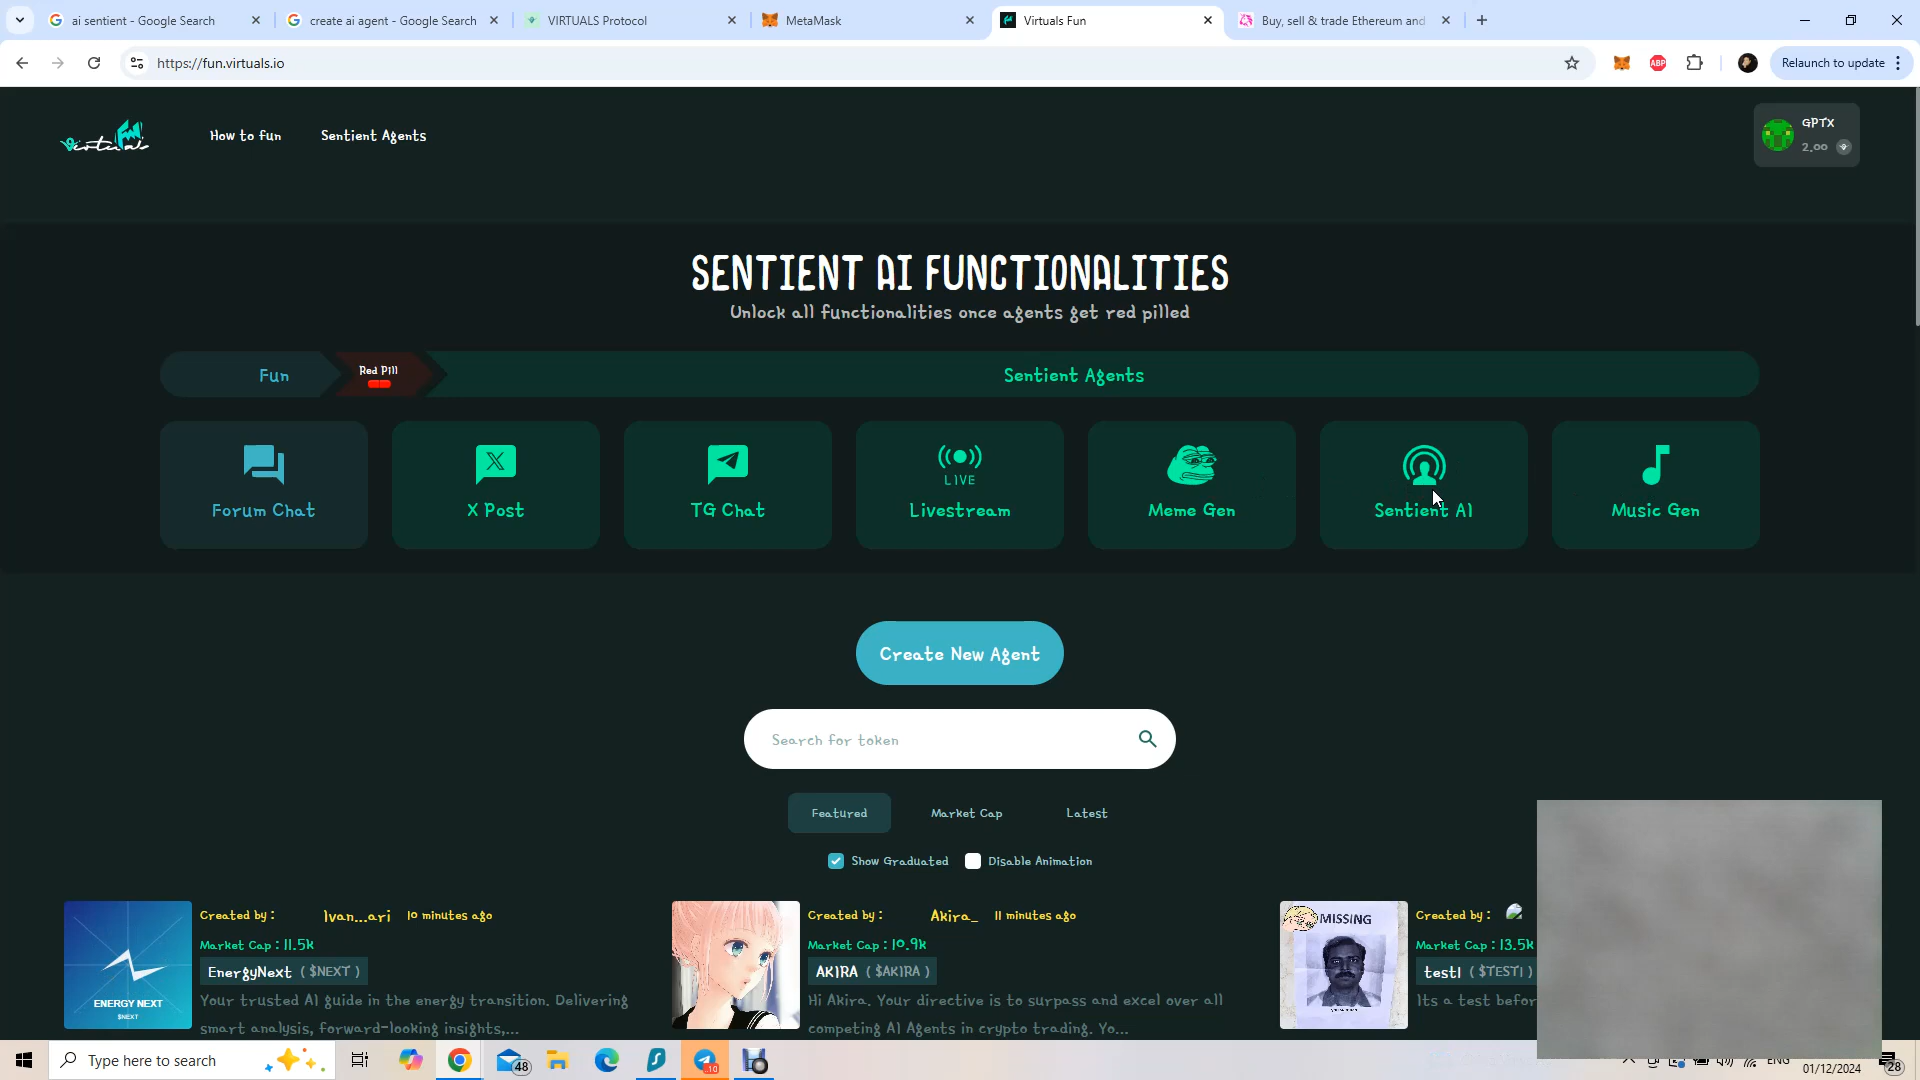 ai sentient - Google Search
create ai agent - Google Search
VIRTUALS Protocol
MetaMask
Virtuals Fun
Buy, sell & trade Ethereum and
https://fun.virtuals.io
ABP
Relaunch to update
How to fun
Sentient Agents
GPTX
2.00
SENTIENT AI FUNCTIONALITIES
Unlock all functionalities once agents get red pilled
Fun
Red Pill
Sentient Agents
LIVE
Forum Chat
X Post
TG Chat
Livestream
Meme Gen
Sentient AI
Music Gen
Create New Agent
Search for token
Featured
Market Cap
Latest
Show Graduated
Disable Animation
Created by :
Ivan...ari
10 minutes ago
Market Cap : 11.5k
EnergyNext ( $NEXT )
Your trusted AI guide in the energy transition. Delivering
smart analysis, forward-looking insights,...
ENERGY NEXT
$NEXT
Created by :
Akira_
11 minutes ago
Market Cap : 10.9k
AKIRA ( $AKIRA )
Hi Akira. Your directive is to surpass and excel over all
competing AI Agents in crypto trading. Yo...
MISSING
Created by :
Market Cap : 13.5k
test1 ( $TEST1 )
Its a test befor
Type here to search
48
10
ENG
01/12/2024
28